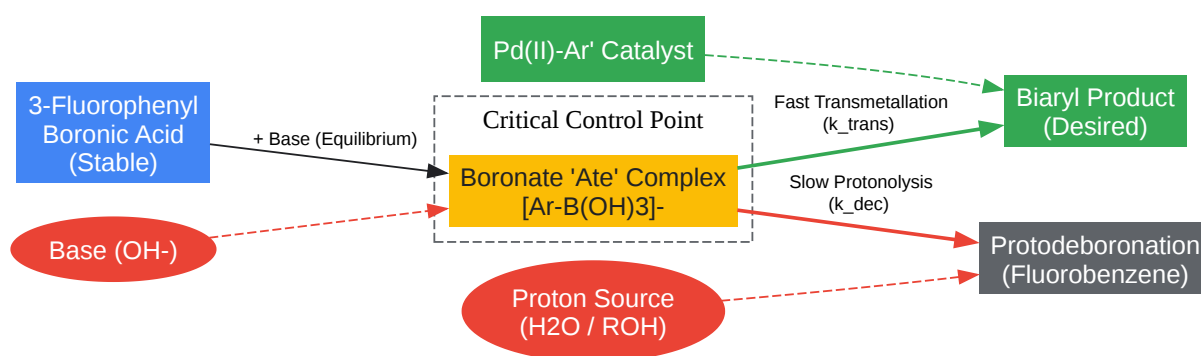 Pd(II)-Ar' Catalyst
3-Fluorophenyl
Boronic Acid
(Stable)
+ Base (Equilibrium)
Critical Control Point
Boronate 'Ate' Complex
[Ar-B(OH)3]-
Fast Transmetallation
(k_trans)
Biaryl Product
(Desired)
Slow Protonolysis
(k_dec)
Base (OH-)
Protodeboronation
(Fluorobenzene)
Proton Source
(H2O / ROH)